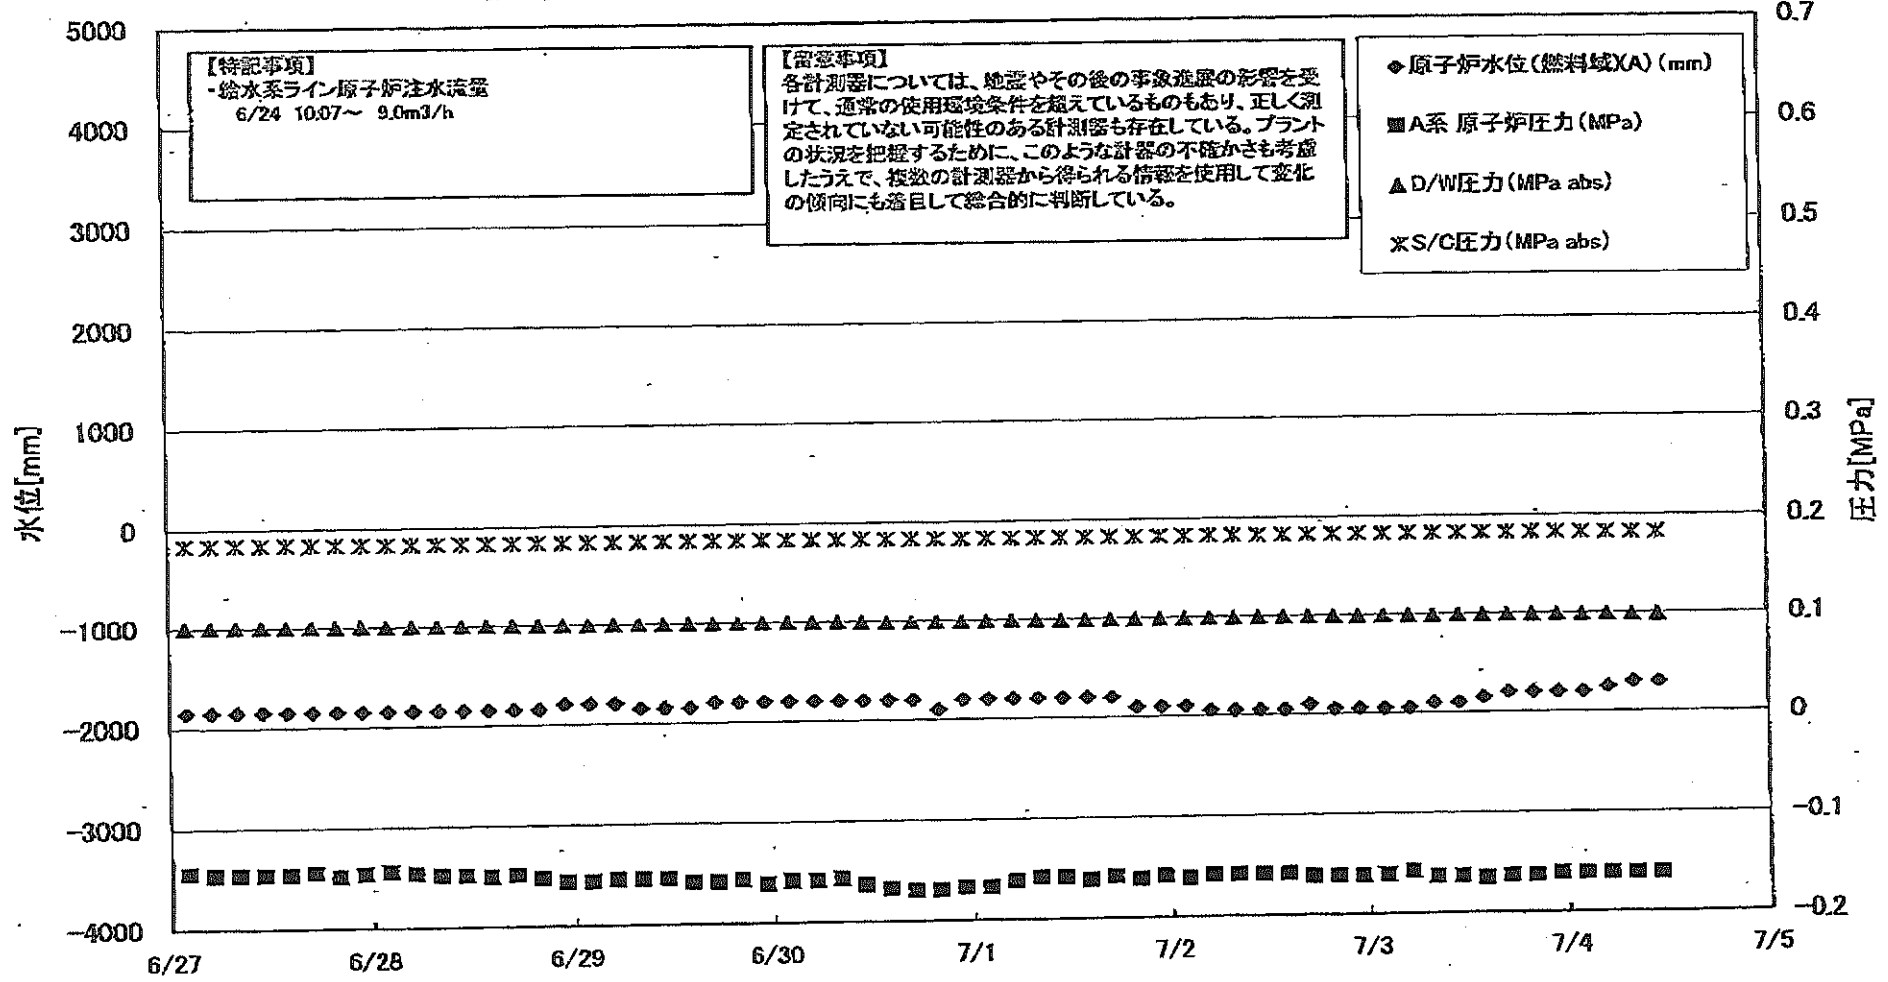 【特記事項】
・給水系ライン原子炉注水流量
6/24 10:07～ 9.0m3/h
【留意事項】
各計測器については、地震やその後の事象進展の影響を受
けて、通常の使用環境条件を超えているものもあり、正しく測
定されていない可能性のある計測器も存在している。プラント
の状況を把握するために、このような計器の不確かさも考慮
したうえで、複数の計測器から得られる情報を使用して変化
の傾向にも着目して総合的に判断している。
◆原子炉水位(燃料域)(A)(mm)
■A系 原子炉圧力(MPa)
▲D/W圧力(MPa abs)
S/C圧力(MPa abs)
水位[mm]
5000
4000
3000
2000
1000
0
-1000
-2000
-3000
-4000
圧力[MPa]
0.7
0.6
0.5
0.4
0.3
0.2
0.1
0
-0.1
-0.2
6/27 6/28 6/29 6/30 7/1 7/2 7/3 7/4 7/5